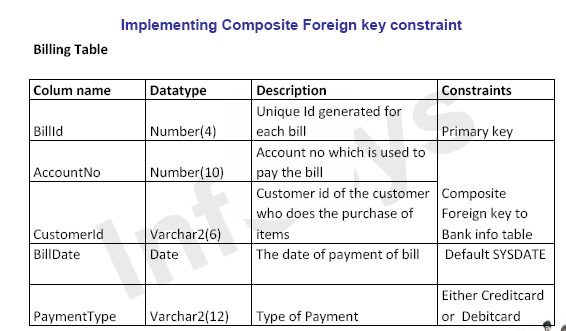 Implementing Composite Foreign key constraint
Billing Table
Colum name Datatype Description Constraints
BillId Number(4) Unique Id generated for
each bill Primary key
AccountNo Number(10) Account no which is used to
pay the bill
CustomerId Varchar2(6) Customer id of the customer
who does the purchase of
items Composite
Foreign key to
Bank info table
BillDate Date The date of payment of bill Default SYSDATE
PaymentType Varchar2(12) Type of Payment Either Creditcard
or Debitcard